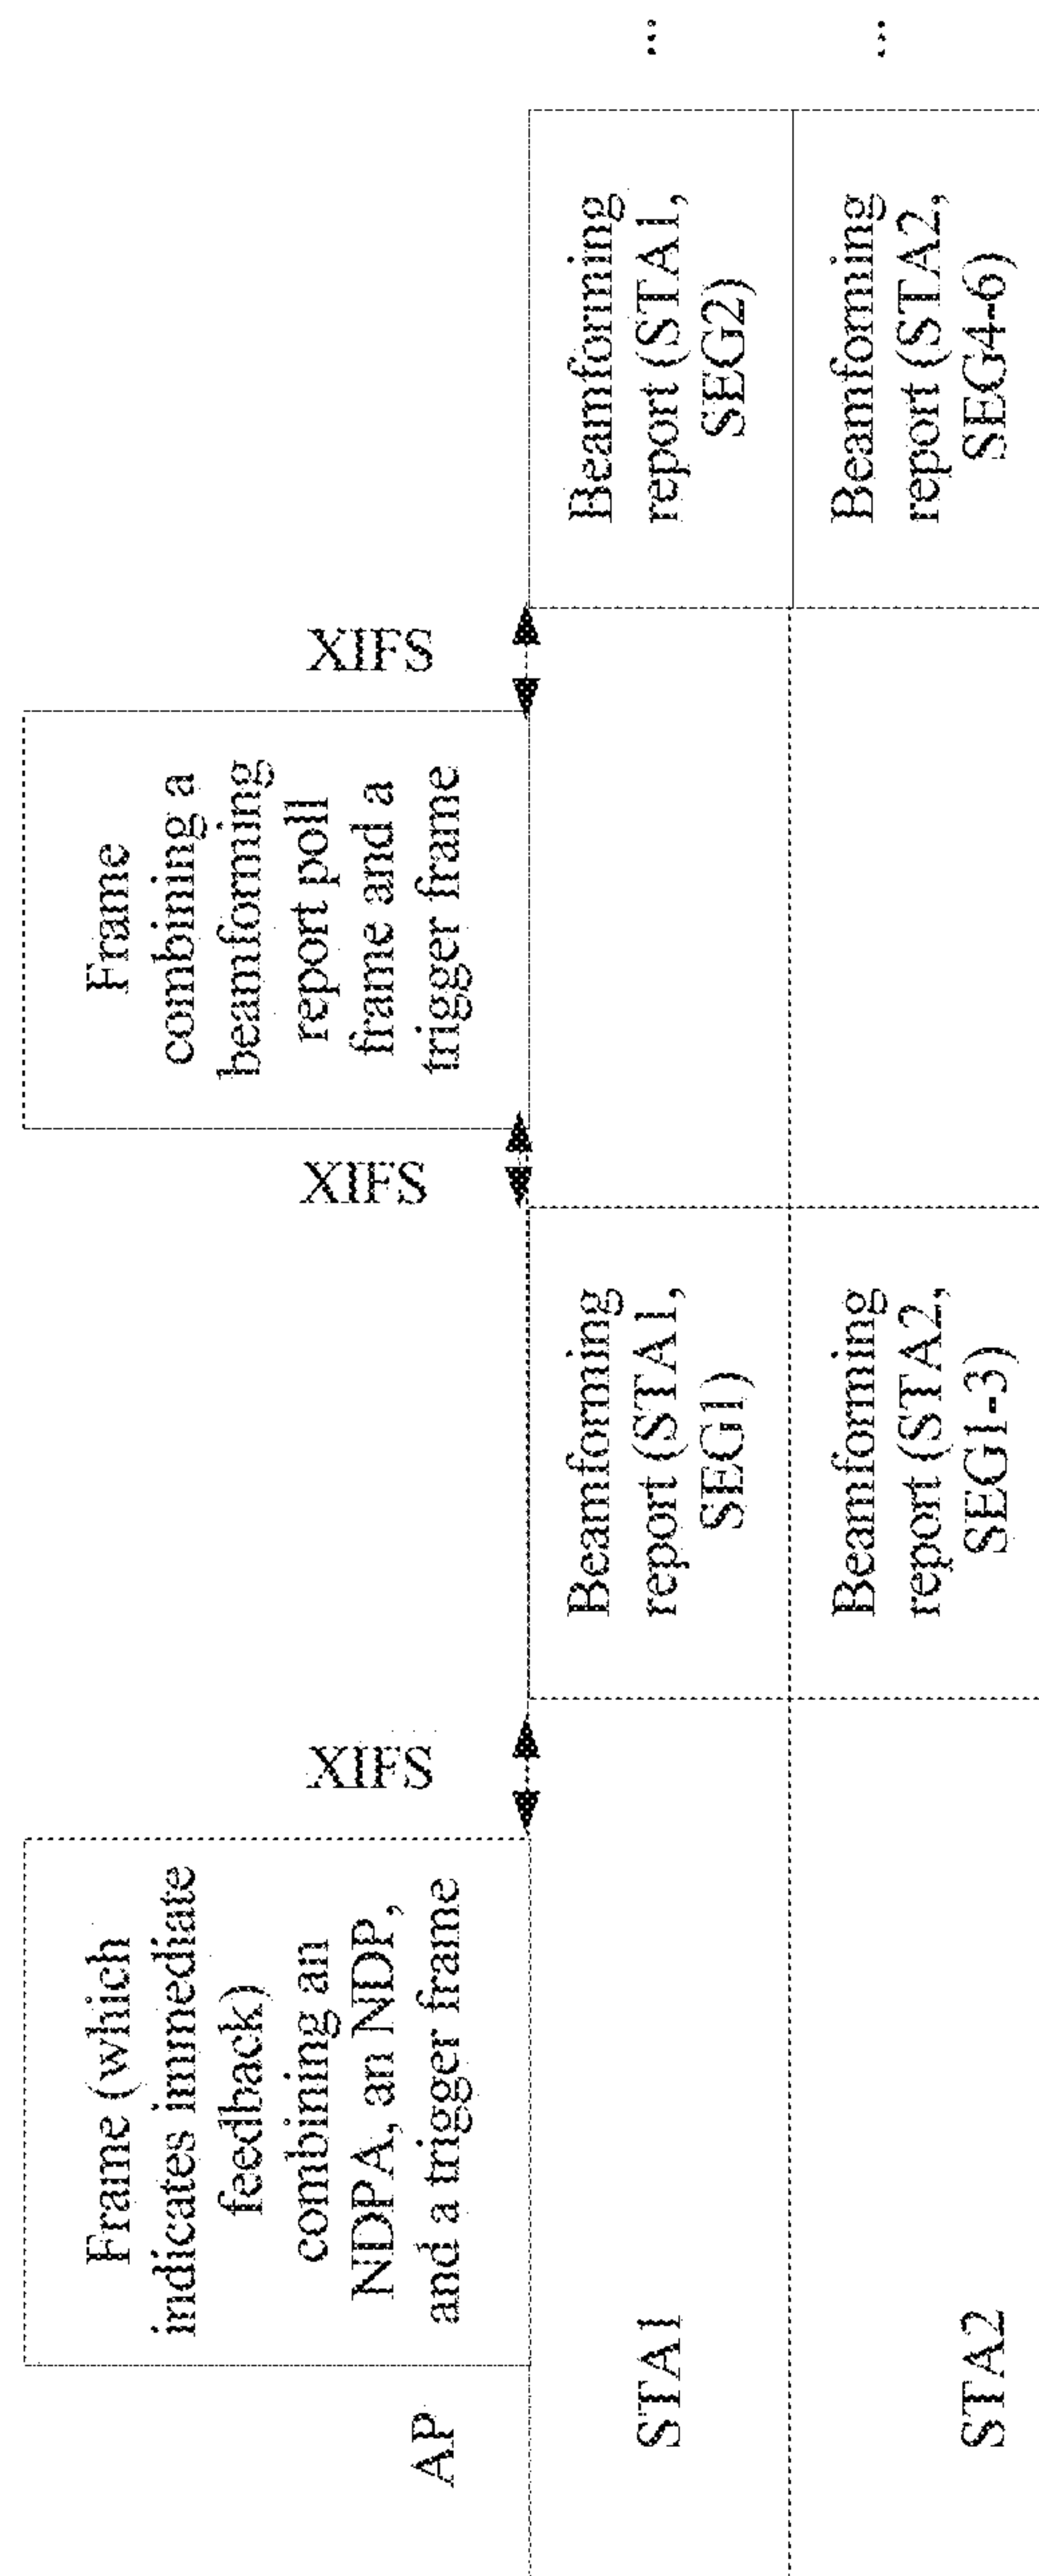 AP
Frame (which
indicates immediate
feedback)
combining an
NDPA, an NDP,
and a trigger frame
XIFS
XIFS
Frame
combining a
beamforming
report poll
frame and a
trigger frame
XIFS
STA1
Beamforming
report (STA1,
SEG1)
Beamforming
report (STA1,
SEG2)
...
STA2
Beamforming
report (STA2,
SEG1-3)
Beamforming
report (STA2,
SEG4-6)
...